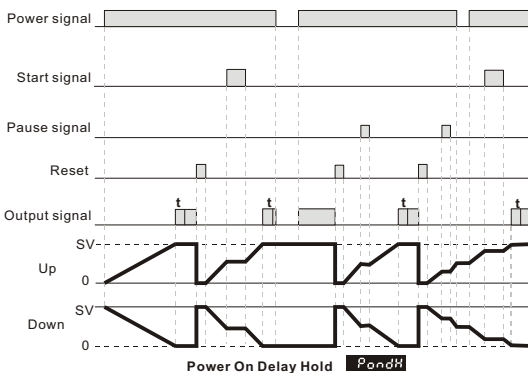 Power signal
Start signal
Pause signal
Reset
t t t t
Output signal
SV
Up
0
SV
Down
0
Power On Delay Hold PondH